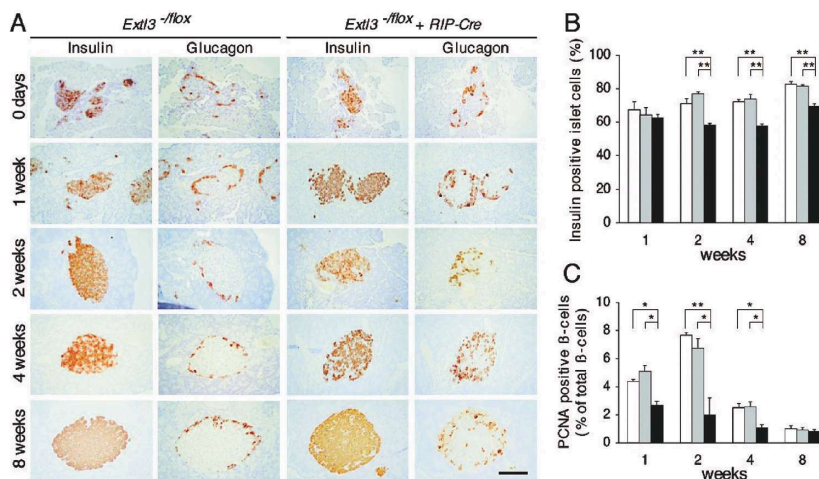 A
Extl3 -/flox
Extl3 -/flox + RIP-Cre
Insulin
Glucagon
Insulin
Glucagon
0 days
1 week
2 weeks
4 weeks
8 weeks
B
Insulin positive islet cells (%)
100
80
60
40
20
0
**
**
**
**
**
**
1
2
4
8
weeks
C
PCNA positive B-cells
(% of total B-cells)
10
8
6
4
2
0
*
*
**
*
*
*
1
2
4
8
weeks